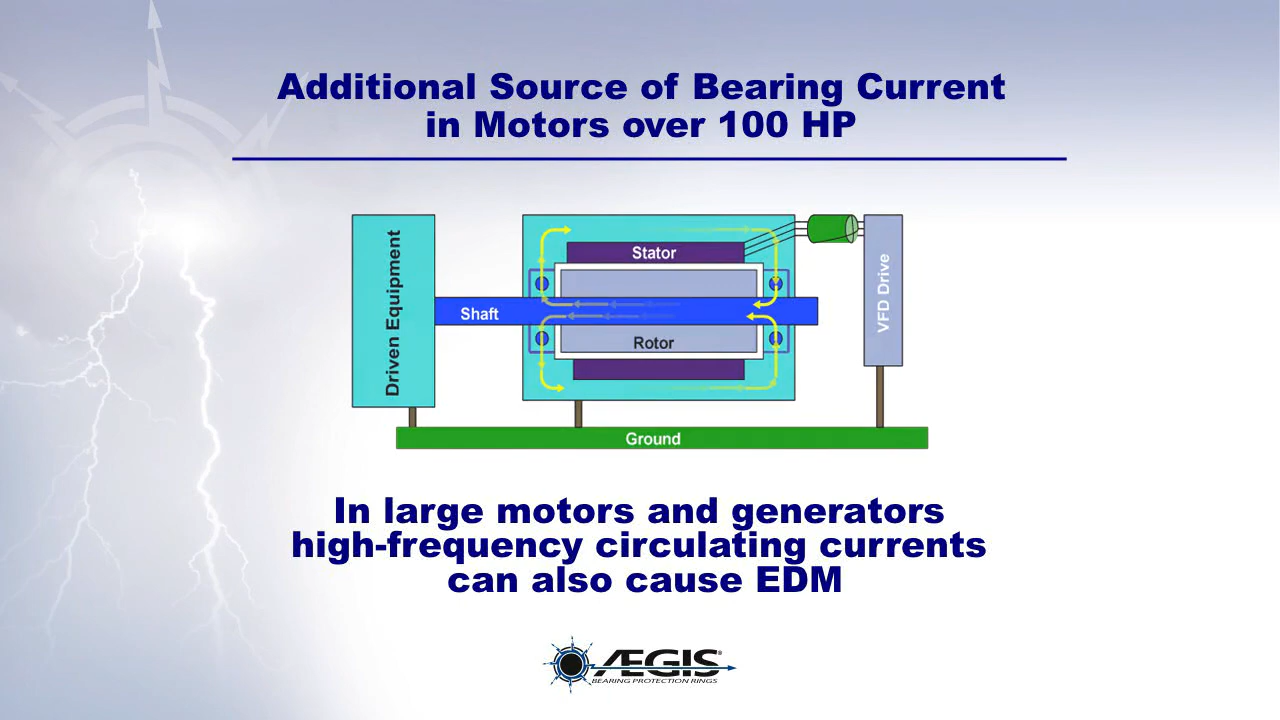 Additional Source of Bearing Current
in Motors over 100 HP
Driven Equipment
Stator
VFD Drive
Shaft
Rotor
Ground
In large motors and generators
high-frequency circulating currents
can also cause EDM
ÆGIS®
BEARING PROTECTION RINGS